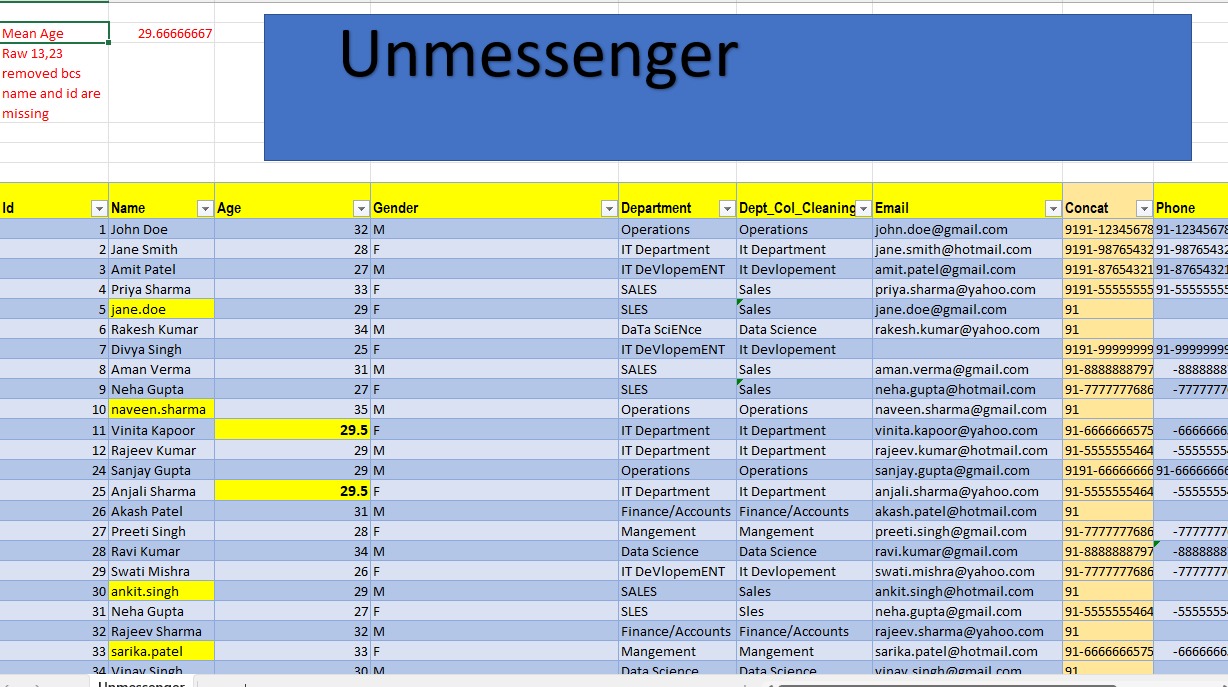 Mean Age 29.66666667
Raw 13,23
removed bcs
name and id are
missing
Unmessenger
Id Name Age Gender Department Dept_Col_Cleaning Email Concat Phone
1 John Doe 32 M Operations Operations john.doe@gmail.com 9191-12345678 91-12345678
2 Jane Smith 28 F IT Department It Department jane.smith@hotmail.com 9191-98765432 91-98765432
3 Amit Patel 27 M IT DeVlopemENT It Devlopement amit.patel@gmail.com 9191-87654321 91-87654321
4 Priya Sharma 33 F SALES Sales priya.sharma@yahoo.com 9191-55555555 91-55555555
5 jane.doe 29 F SLES Sales jane.doe@gmail.com 91
6 Rakesh Kumar 34 M DaTa SciENce Data Science rakesh.kumar@yahoo.com 91
7 Divya Singh 25 F IT DeVlopemENT It Devlopement 9191-99999999 91-99999999
8 Aman Verma 31 M SALES Sales aman.verma@gmail.com 91-8888888797 -8888888
9 Neha Gupta 27 F SLES Sales neha.gupta@hotmail.com 91-7777777686 -7777777
10 naveen.sharma 35 M Operations Operations naveen.sharma@gmail.com 91
11 Vinita Kapoor 29.5 F IT Department It Department vinita.kapoor@yahoo.com 91-6666666575 -6666666
12 Rajeev Kumar 29 M IT Department It Department rajeev.kumar@hotmail.com 91-5555555464 -5555555
24 Sanjay Gupta 29 M Operations Operations sanjay.gupta@gmail.com 9191-66666666 91-66666666
25 Anjali Sharma 29.5 F IT Department It Department anjali.sharma@yahoo.com 91-5555555464 -5555555
26 Akash Patel 31 M Finance/Accounts Finance/Accounts akash.patel@hotmail.com 91
27 Preeti Singh 28 F Mangement Mangement preeti.singh@gmail.com 91-7777777686 -7777777
28 Ravi Kumar 34 M Data Science Data Science ravi.kumar@gmail.com 91-8888888797 -8888888
29 Swati Mishra 26 F IT DeVlopemENT It Devlopement swati.mishra@yahoo.com 91-7777777686 -7777777
30 ankit.singh 29 M SALES Sales ankit.singh@hotmail.com 91
31 Neha Gupta 27 F SLES Sles neha.gupta@gmail.com 91-5555555464 -5555555
32 Rajeev Sharma 32 M Finance/Accounts Finance/Accounts rajeev.sharma@yahoo.com 91
33 sarika.patel 33 F Mangement Mangement sarika.patel@hotmail.com 91-6666666575 -6666666
34 Vinay Singh 30 M Data Science Data Science vinay.singh@gmail.com 91
Unmessenger